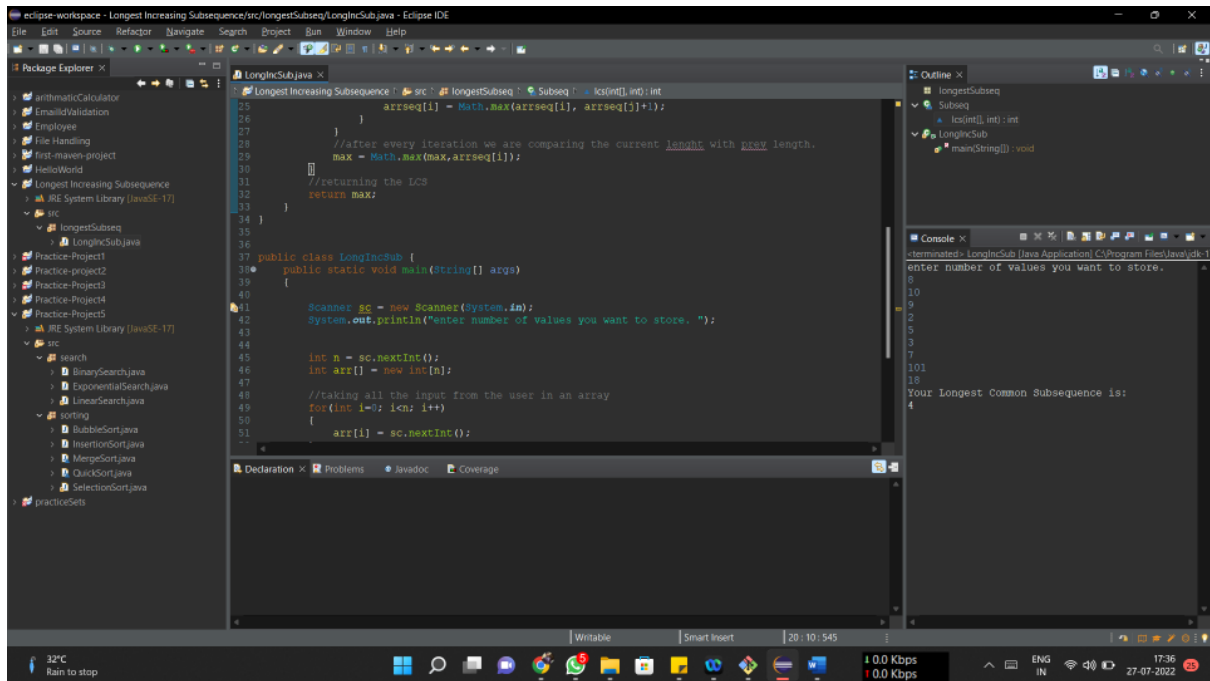 eclipse-workspace - Longest Increasing Subsequence/src/longestSubseq/LongIncSub.java - Eclipse IDE
File Edit Source Refactor Navigate Search Project Run Window Help
Package Explorer
arithmaticCalculator
EmailIdValidation
Employee
File Handling
first-maven-project
HelloWorld
Longest Increasing Subsequence
JRE System Library [JavaSE-17]
src
longestSubseq
LongIncSub.java
Practice-Project1
Practice-project2
Practice-Project3
Practice-Project4
Practice-Project5
JRE System Library [JavaSE-17]
src
search
BinarySearch.java
ExponentialSearch.java
LinearSearch.java
sorting
BubbleSort.java
InsertionSort.java
MergeSort.java
QuickSort.java
SelectionSort.java
practiceSets
LongIncSub.java
Longest Increasing Subsequence src longestSubseq Subseq lcs(int[], int) : int
25 arrseq[i] = Math.max(arrseq[i], arrseq[j]+1);
26 }
27 }
28 //after every iteration we are comparing the current lenght with prev length.
29 max = Math.max(max,arrseq[i]);
30 }
31 //returning the LCS
32 return max;
33 }
34 }
35
36
37 public class LongIncSub {
38 public static void main(String[] args)
39 {
40
41 Scanner sc = new Scanner(System.in);
42 System.out.println("enter number of values you want to store. ");
43
44
45 int n = sc.nextInt();
46 int arr[] = new int[n];
47
48 //taking all the input from the user in an array
49 for(int i=0; i<n; i++)
50 {
51 arr[i] = sc.nextInt();
Declaration Problems Javadoc Coverage
Outline
longestSubseq
Subseq
lcs(int[], int) : int
LongIncSub
main(String[]) : void
Console
<terminated> LongIncSub [Java Application] C:\Program Files\Java\jdk-1
enter number of values you want to store.
8
10
9
2
5
3
7
101
18
Your Longest Common Subsequence is:
4
Writable Smart Insert 20 : 10 : 545
32°C
Rain to stop
5
0.0 Kbps
0.0 Kbps
ENG
IN
17:36
27-07-2022
25